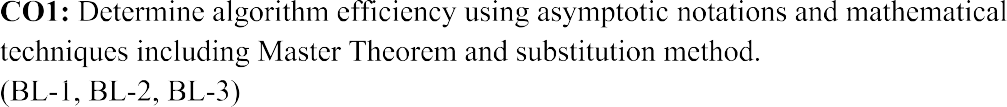 CO1: Determine algorithm efficiency using asymptotic notations and mathematical
techniques including Master Theorem and substitution method.
(BL-1, BL-2, BL-3)